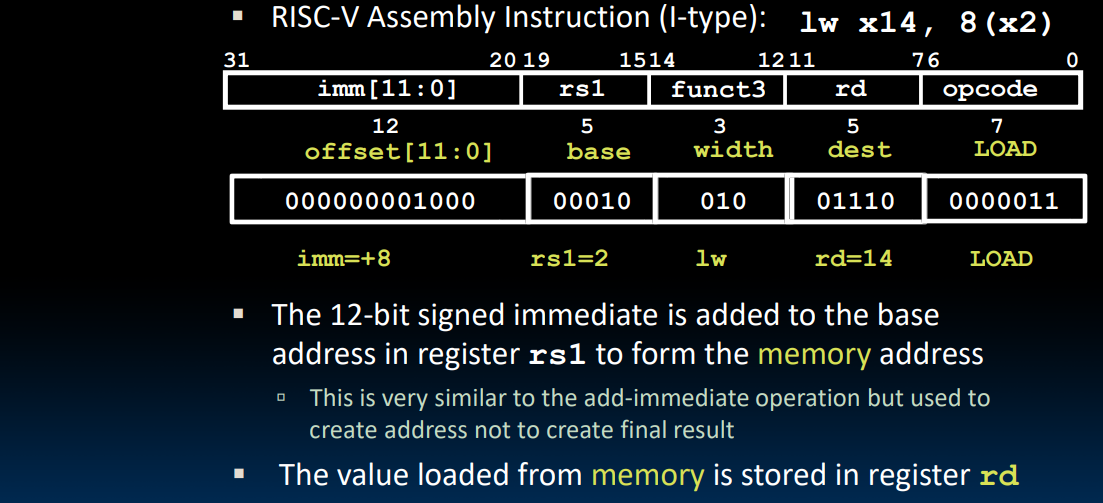 ▪ RISC-V Assembly Instruction (I-type): lw x14, 8(x2)
31 20 19 15 14 12 11 7 6 0
imm[11:0] rs1 funct3 rd opcode
12 5 3 5 7
offset[11:0] base width dest LOAD
000000001000 00010 010 01110 0000011
imm=+8 rs1=2 lw rd=14 LOAD
▪ The 12-bit signed immediate is added to the base
address in register rs1 to form the memory address
▫ This is very similar to the add-immediate operation but used to
create address not to create final result
▪ The value loaded from memory is stored in register rd